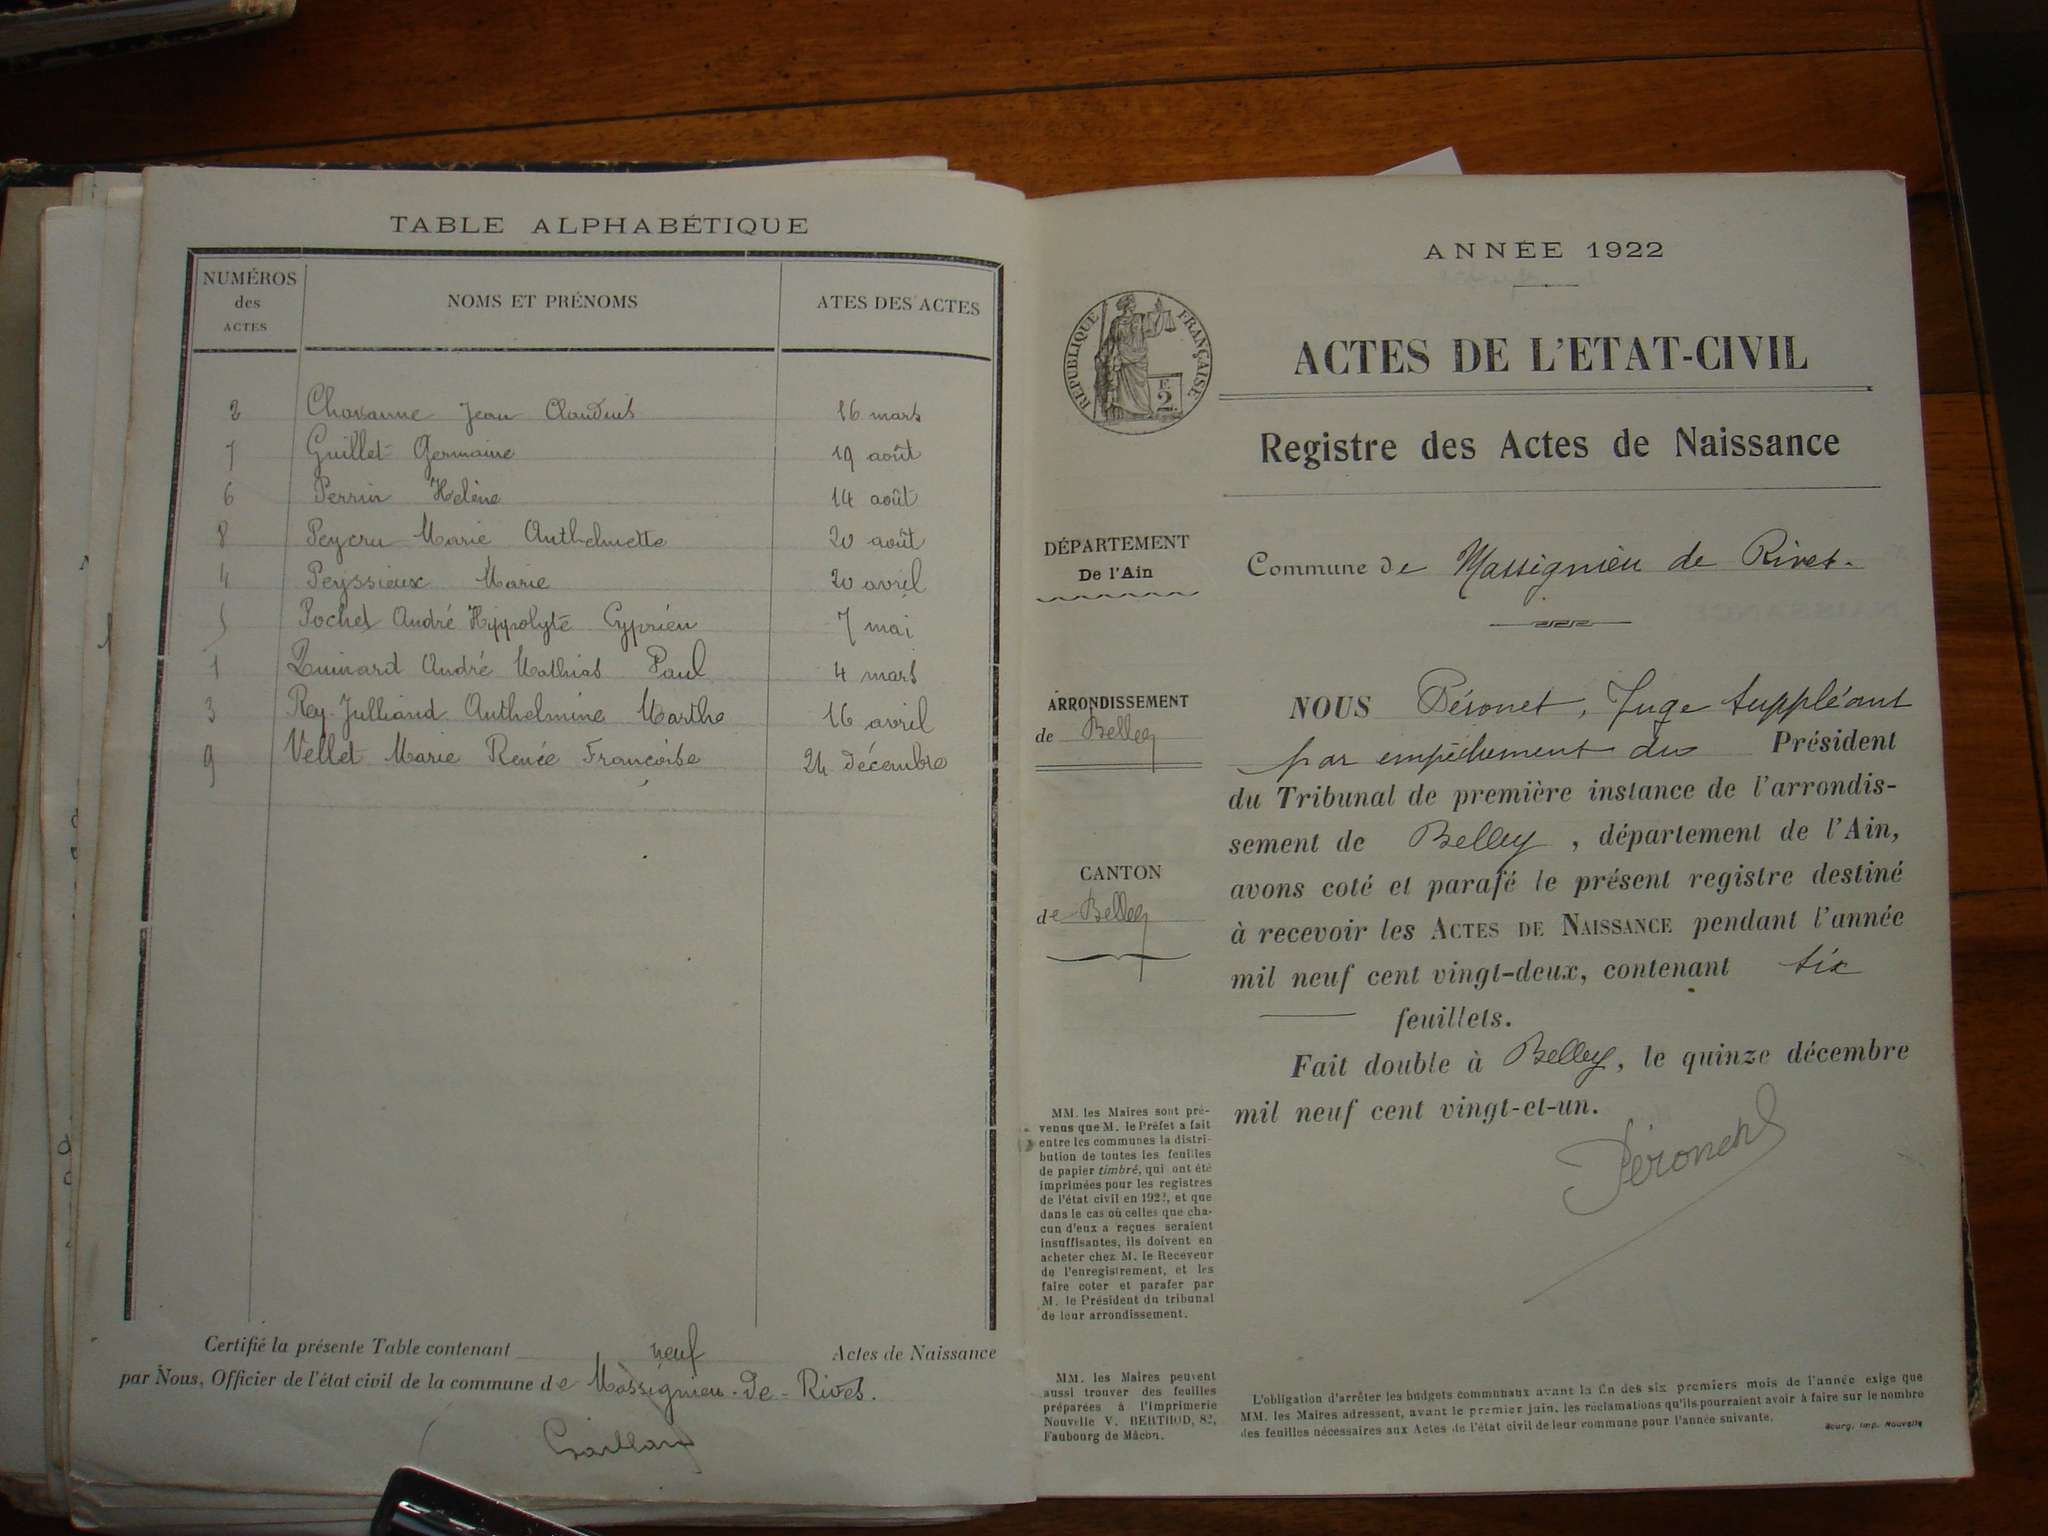 TABLE ALPHABÉTIQUE
NUMÉROS
des
ACTES
NOMS ET PRÉNOMS
ATES DES ACTES
2 Chavanne Jean Claudius 16 mars
7 Guillet Germaine 19 août
6 Perrin Helène 14 août
8 Peycru Marie Anthelmette 20 août
4 Peyssieux Marie 20 avril
5 Pochet André Hippolyte Cyprien 7 mai
1 Quinard André Mathias Paul 4 mars
3 Rey-Julliand Anthelmine Marthe 16 avril
9 Vellet Marie Renée Françoise 24 décembre
Certifié la présente Table contenant neuf Actes de Naissance
par Nous, Officier de l'état civil de la commune de Massignieu-de-Rives.
Gaillard
ANNÉE 1922
RÉPUBLIQUE FRANÇAISE
F.
2
ACTES DE L'ETAT-CIVIL
Registre des Actes de Naissance
DÉPARTEMENT
De l'Ain
Commune de Massignieu de Rives.
ARRONDISSEMENT
de Belley
CANTON
de Belley
NOUS Péronet, Juge suppléant
par empêchement du Président
du Tribunal de première instance de l'arrondis-
sement de Belley, département de l'Ain,
avons coté et parafé le présent registre destiné
à recevoir les ACTES DE NAISSANCE pendant l'année
mil neuf cent vingt-deux, contenant six
feuillets.
Fait double à Belley, le quinze décembre
mil neuf cent vingt-et-un.
Péronet
MM. les Maires sont pré-
venus que M. le Préfet a fait
entre les communes la distri-
bution de toutes les feuilles
de papier timbré, qui ont été
imprimées pour les registres
de l'état civil en 1922, et que
dans le cas où celles que cha-
cun d'eux a reçues seraient
insuffisantes, ils doivent en
acheter chez M. le Receveur
de l'enregistrement, et les
faire coter et parafer par
M. le Président du tribunal
de leur arrondissement.
MM. les Maires peuvent
aussi trouver des feuilles
préparées à l'Imprimerie
Nouvelle V. BERTHOD, 82,
Faubourg de Mâcon.
L'obligation d'arrêter les budgets communaux avant la fin des six premiers mois de l'année exige que
MM. les Maires adressent, avant le premier juin, les réclamations qu'ils pourraient avoir à faire sur le nombre
des feuilles nécessaires aux Actes de l'état civil de leur commune pour l'année suivante.
Bourg, Imp. Nouvelle